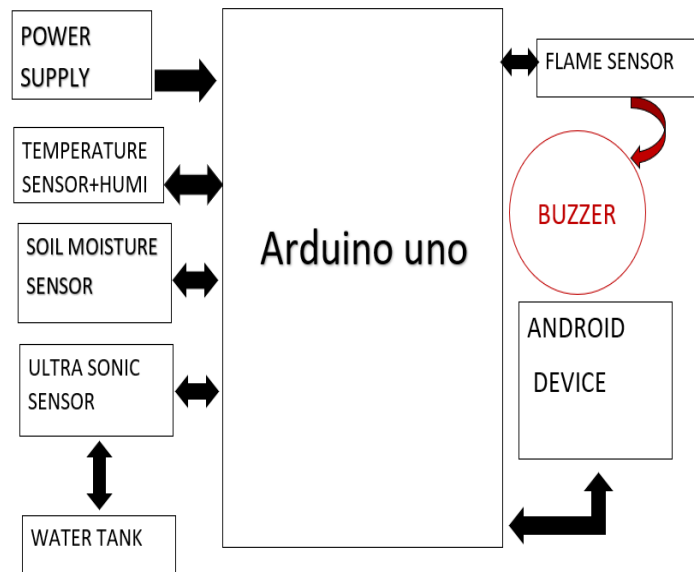 POWER
SUPPLY
TEMPERATURE
SENSOR+HUMI
SOIL MOISTURE
SENSOR
ULTRA SONIC
SENSOR
WATER TANK
Arduino uno
FLAME SENSOR
BUZZER
ANDROID
DEVICE